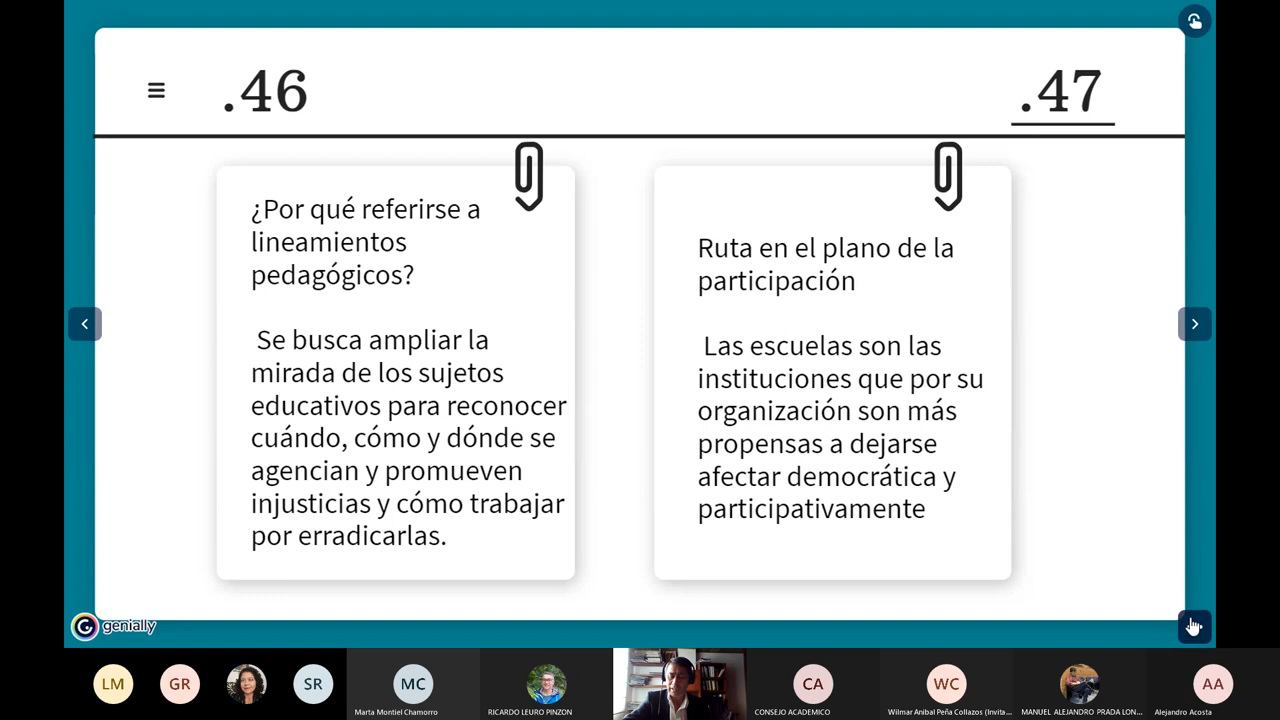 .46
.47
¿Por qué referirse a
lineamientos
pedagógicos?
Se busca ampliar la
mirada de los sujetos
educativos para reconocer
cuándo, cómo y dónde se
agencian y promueven
injusticias y cómo trabajar
por erradicarlas.
Ruta en el plano de la
participación
Las escuelas son las
instituciones que por su
organización son más
propensas a dejarse
afectar democrática y
participativamente
genially
LM
GR
SR
MC
CA
WC
AA
Marta Montiel Chamorro
RICARDO LEURO PINZON
CONSEJO ACADEMICO
Wilmar Anibal Peña Collazos (Invita...
MANUEL ALEJANDRO PRADA LON...
Alejandro Acosta